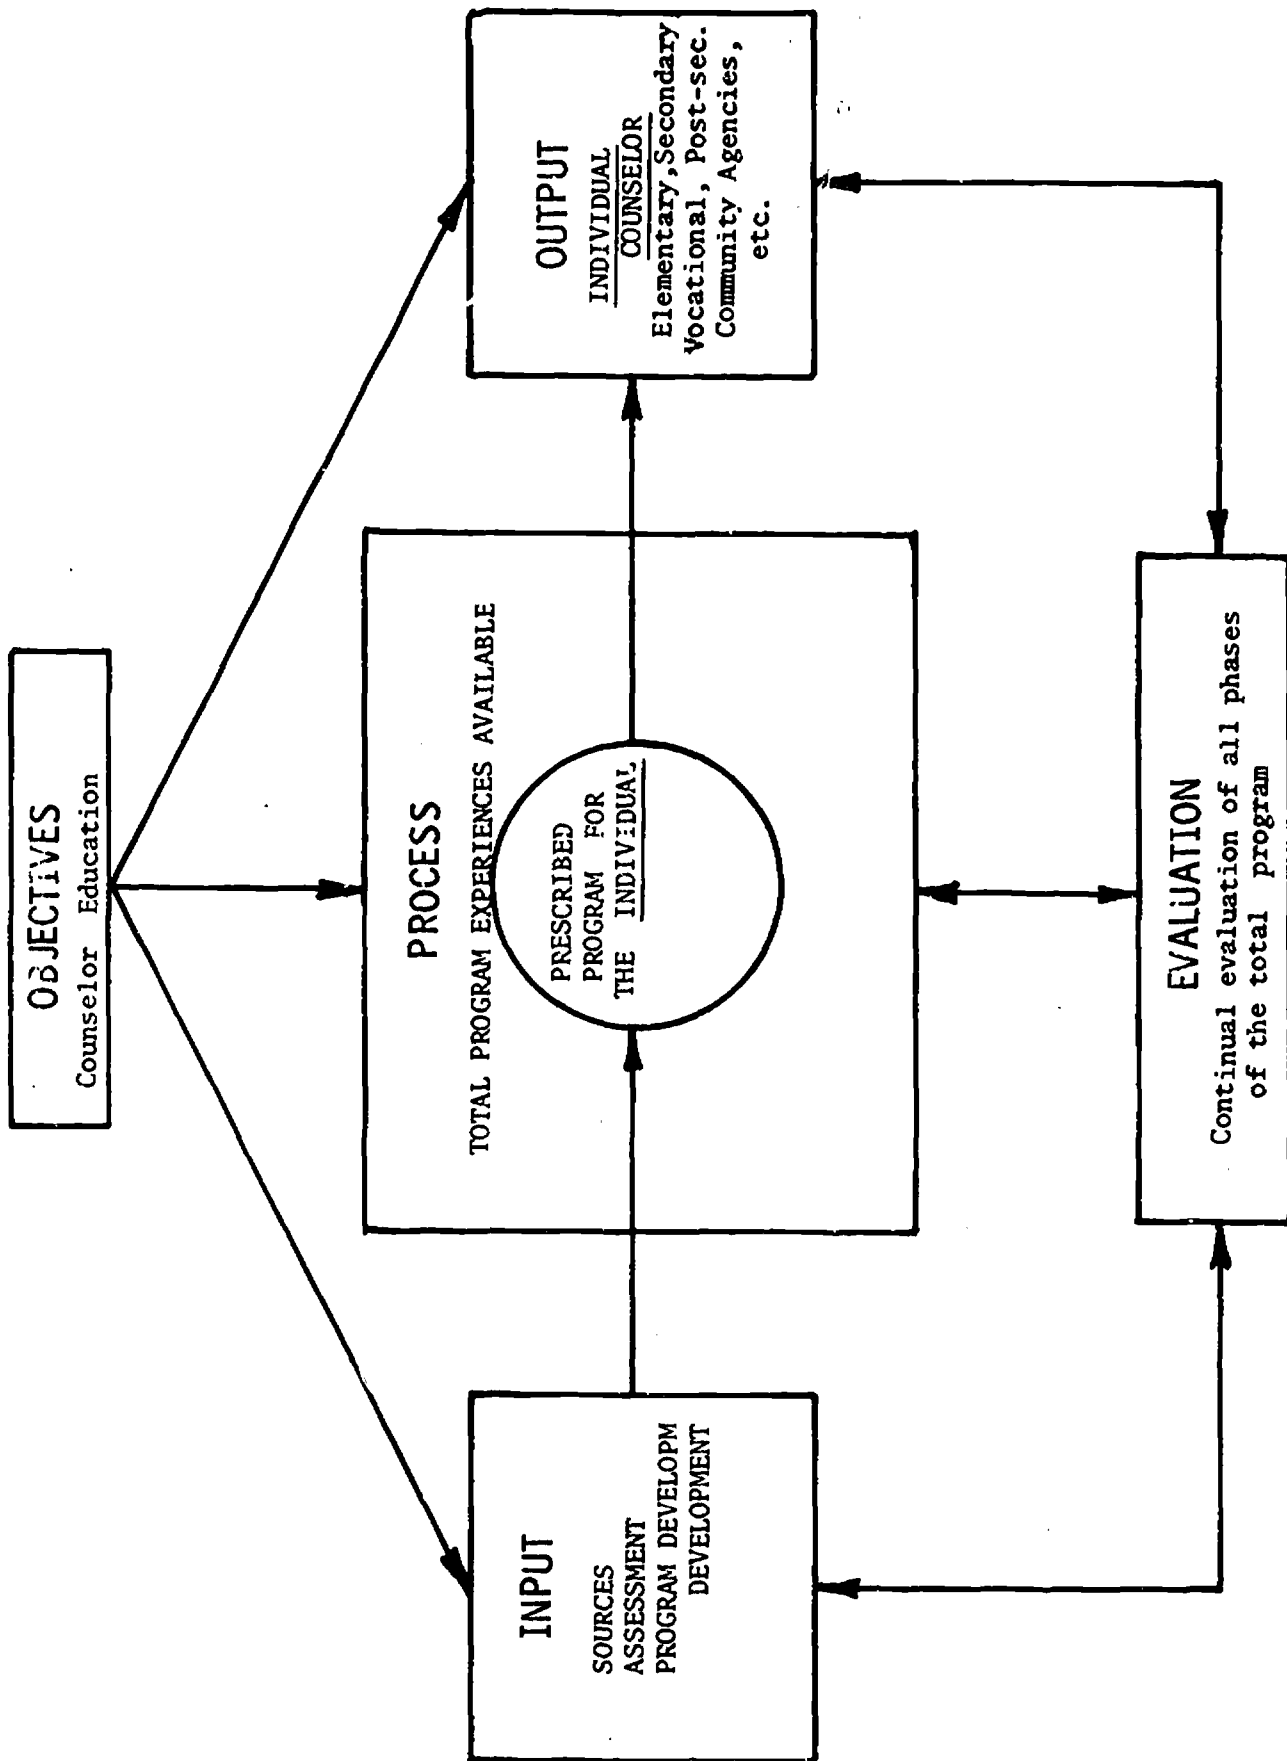 OBJECTIVES
Counselor Education
INPUT
SOURCES
ASSESSMENT
PROGRAM DEVELOPM
DEVELOPMENT
PROCESS
TOTAL PROGRAM EXPERIENCES AVAILABLE
PRESCRIBED
PROGRAM FOR
THE INDIVIDUAL
OUTPUT
INDIVIDUAL
COUNSELOR
Elementary,Secondary
Vocational, Post-sec.
Community Agencies,
etc.
EVALUATION
Continual evaluation of all phases
of the total program